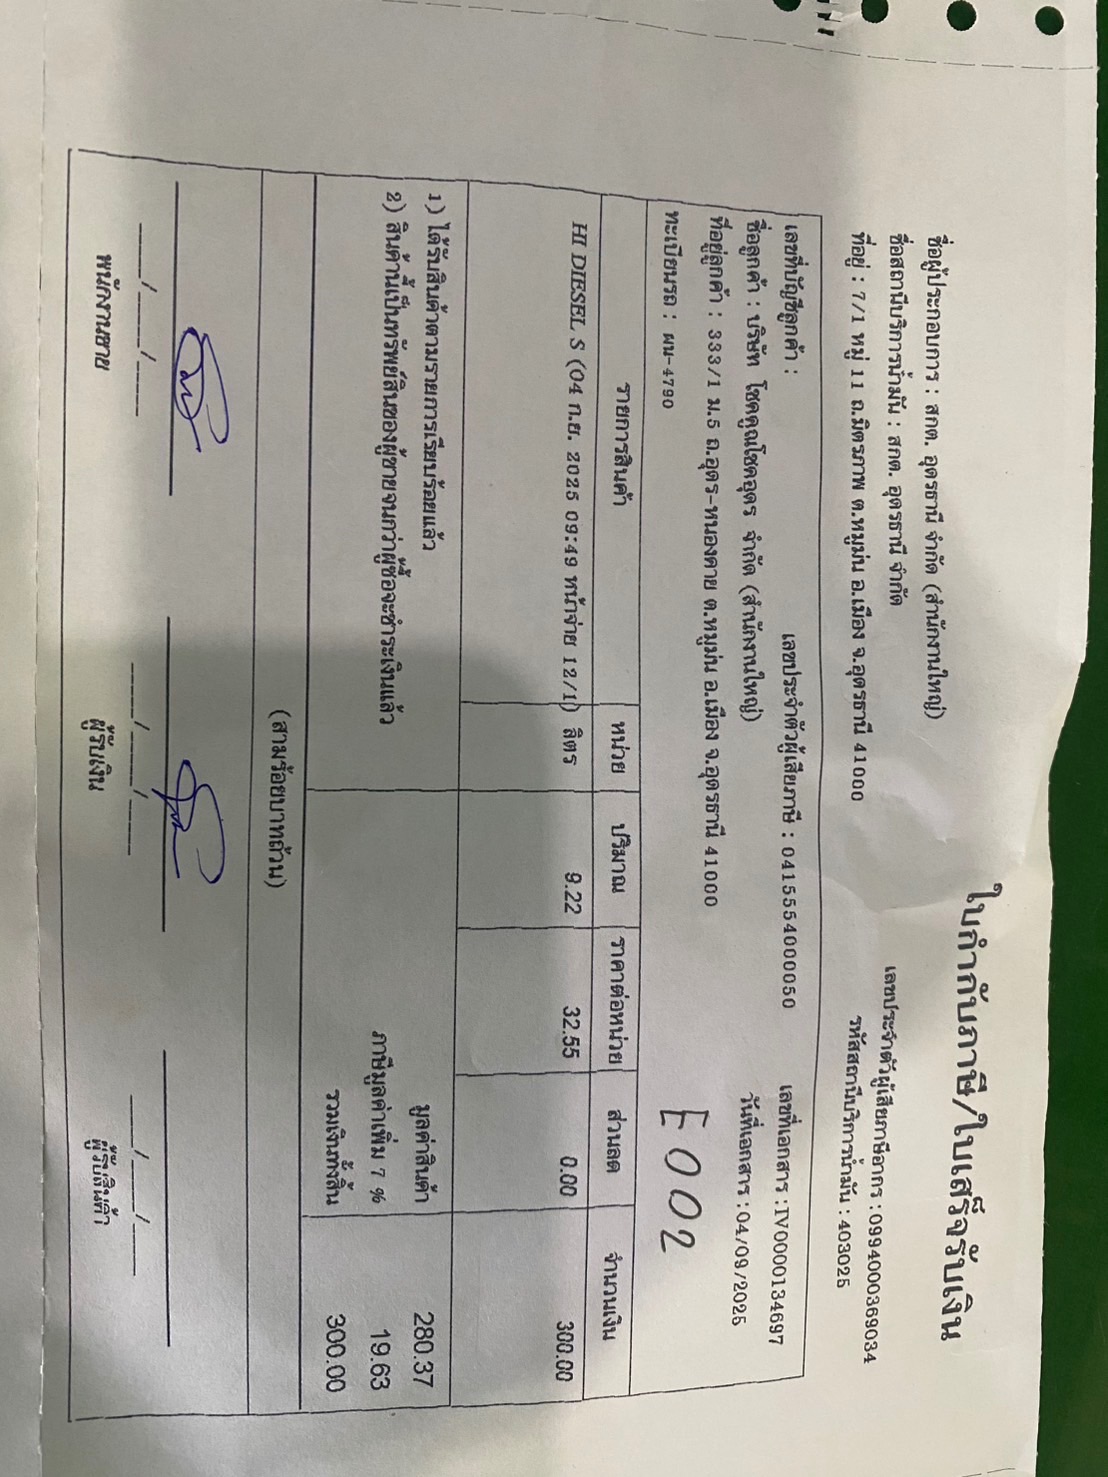 ใบกำกับภาษี/ใบเสร็จรับเงิน
ชื่อผู้ประกอบการ : สกต. อุดรธานี จำกัด (สำนักงานใหญ่) เลขประจำตัวผู้เสียภาษีอากร : 0994000369034
ชื่อสถานีบริการน้ำมัน : สกต. อุดรธานี จำกัด รหัสสถานีบริการน้ำมัน : 403025
ที่อยู่ : 7/1 หมู่ 11 ถ.มิตรภาพ ต.หมูม่น อ.เมือง จ.อุดรธานี 41000
เลขที่บัญชีลูกค้า : เลขประจำตัวผู้เสียภาษี : 0415554000050 เลขที่เอกสาร : IV0000134697
ชื่อลูกค้า : บริษัท โชคคูณโชคอุดร จำกัด (สำนักงานใหญ่) วันที่เอกสาร : 04/09/2025
ที่อยู่ลูกค้า : 333/1 ม.5 ถ.อุดร-หนองคาย ต.หมูม่น อ.เมือง จ.อุดรธานี 41000
ทะเบียนรถ : ผน-4790 E002
รายการสินค้า หน่วย ปริมาณ ราคาต่อหน่วย ส่วนลด จำนวนเงิน
HI DIESEL S (04 ก.ย. 2025 09:49 หน้าจ่าย 12/1) ลิตร 9.22 32.55 0.00 300.00
1) ได้รับสินค้าตามรายการเรียบร้อยแล้ว มูลค่าสินค้า 280.37
2) สินค้านี้เป็นทรัพย์สินของผู้ขายจนกว่าผู้ซื้อจะชำระเงินแล้ว ภาษีมูลค่าเพิ่ม 7 % 19.63
รวมเงินทั้งสิ้น 300.00
(สามร้อยบาทถ้วน)
___/___/___ ___/___/___ ___/___/___
พนักงานขาย ผู้รับเงิน ผู้รับสินค้า